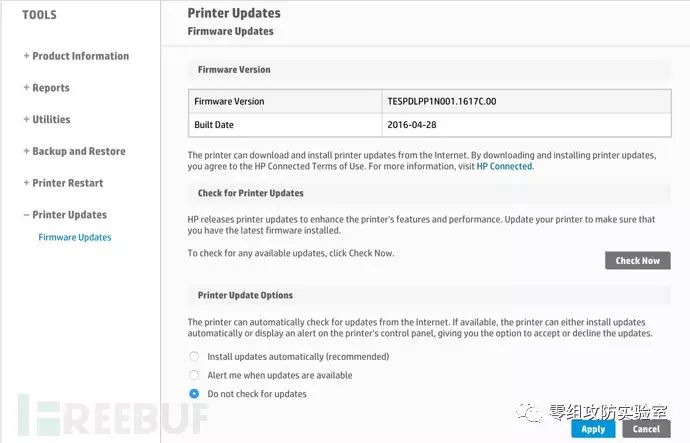 TOOLS
+ Product Information
+ Reports
+ Utilities
+ Backup and Restore
+ Printer Restart
– Printer Updates
Firmware Updates
Printer Updates
Firmware Updates
Firmware Version
Firmware Version TESPDLPP1N001.1617C.00
Built Date 2016-04-28
The printer can download and install printer updates from the Internet. By downloading and installing printer updates,
you agree to the HP Connected Terms of Use. For more information, visit HP Connected.
Check for Printer Updates
HP releases printer updates to enhance the printer's features and performance. Update your printer to make sure that
you have the latest firmware installed.
To check for any available updates, click Check Now.
Check Now
Printer Update Options
The printer can automatically check for updates from the Internet. If available, the printer can either install updates
automatically or display an alert on the printer's control panel, giving you the option to accept or decline the updates.
Install updates automatically (recommended)
Alert me when updates are available
Do not check for updates
Apply
Cancel
FREEBUF
零组攻防实验室